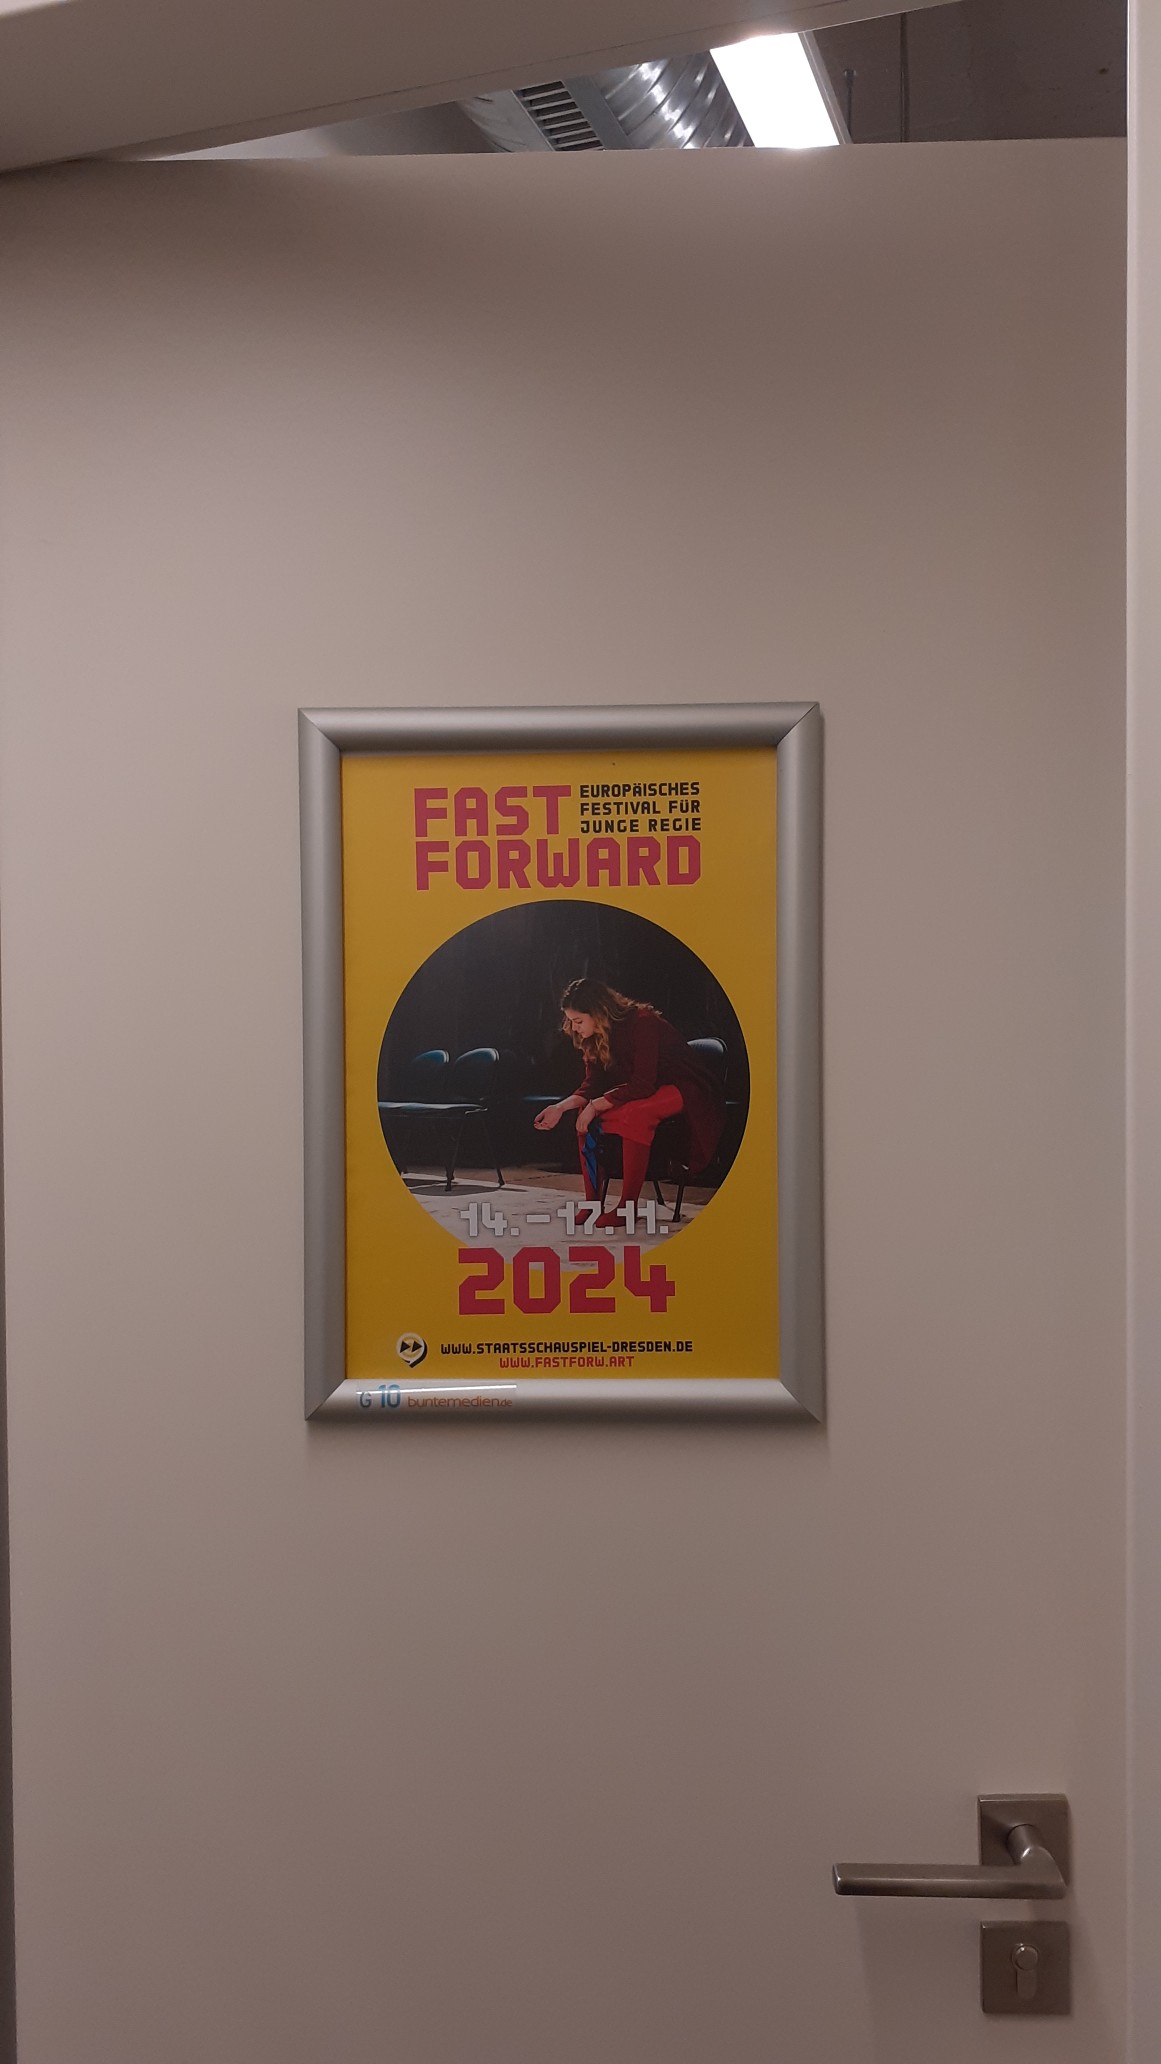 FAST
EUROPÄISCHES
FESTIVAL FÜR
JUNGE REGIE
FORWARD
14.–17.11.
2024
WWW.STAATSSCHAUSPIEL-DRESDEN.DE
WWW.FASTFORW.ART
G 10 buntemedien.de